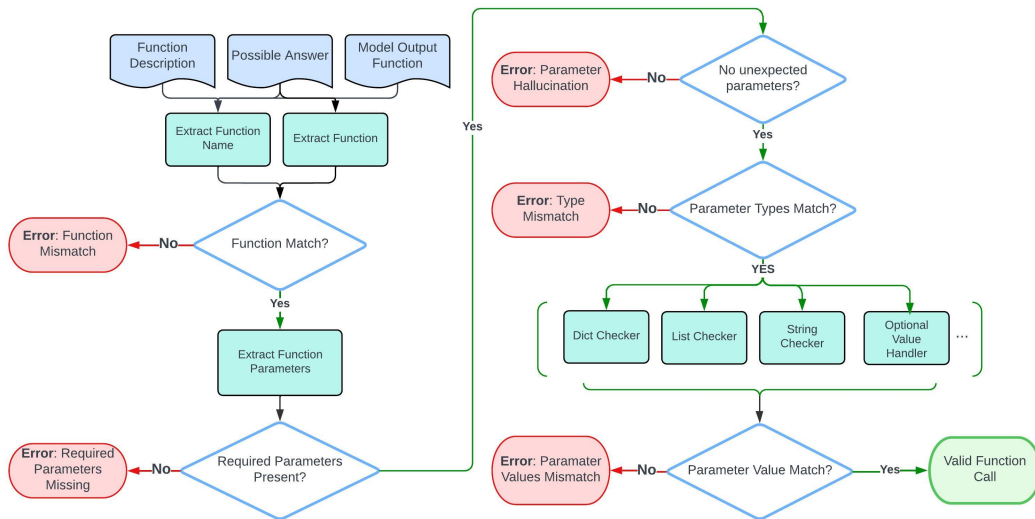 Function
Description
Possible Answer
Model Output
Function
Extract Function
Name
Extract Function
Function Match?
No
Error: Function
Mismatch
Yes
Extract Function
Parameters
Required Parameters
Present?
No
Error: Required
Parameters
Missing
Yes
No unexpected
parameters?
No
Error: Parameter
Hallucination
Yes
Parameter Types Match?
No
Error: Type
Mismatch
YES
Dict Checker
List Checker
String
Checker
Optional
Value
Handler
...
Parameter Value Match?
No
Error: Paramater
Values Mismatch
Yes
Valid Function
Call